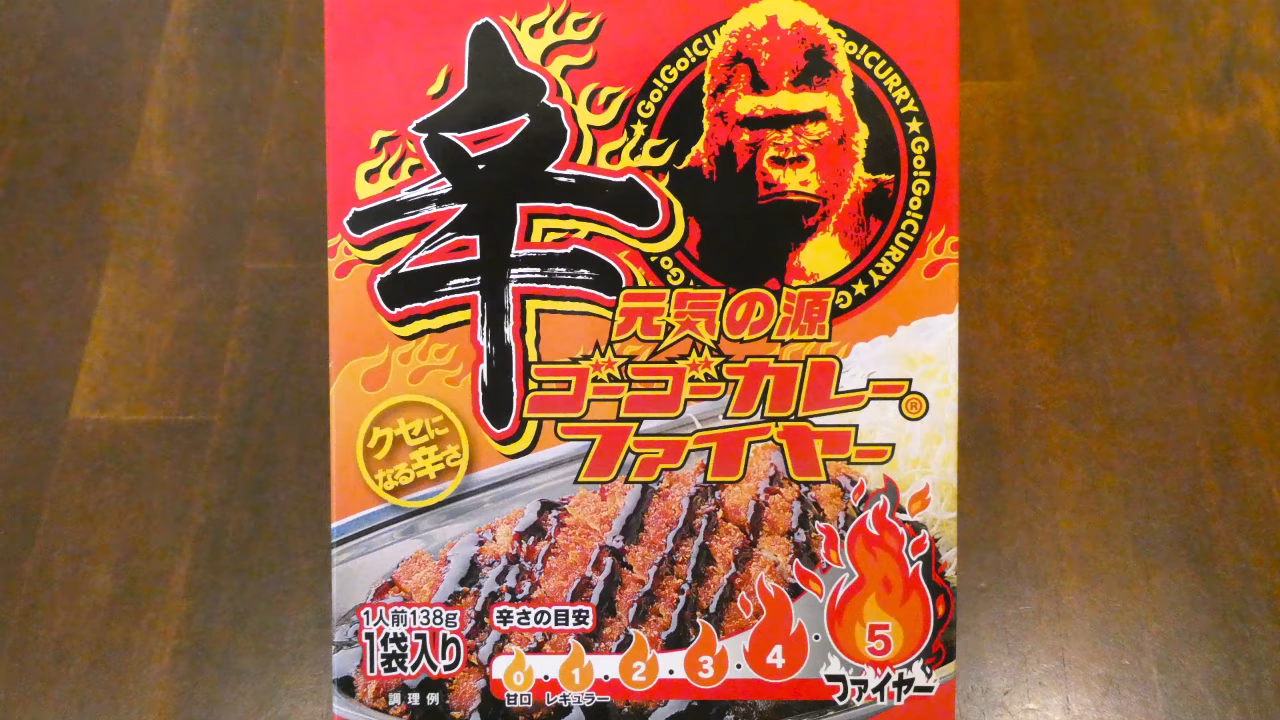 辛
Go!Go!CU
Go!CURRY★Go!Go!CURRY★G
Go!
元気の源
ゴーゴーカレー®
ファイヤー
クセに
なる辛さ
1人前138g
1袋入り
調理例
辛さの目安
0・1・2・3・4・5
甘口 レギュラー ファイヤー